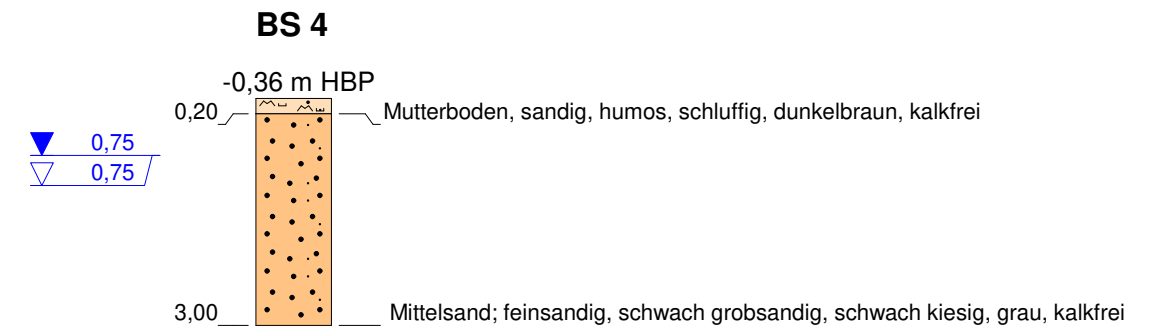 BS 4
-0,36 m HBP
0,20 Mutterboden, sandig, humos, schluffig, dunkelbraun, kalkfrei
0,75
0,75
3,00 Mittelsand; feinsandig, schwach grobsandig, schwach kiesig, grau, kalkfrei